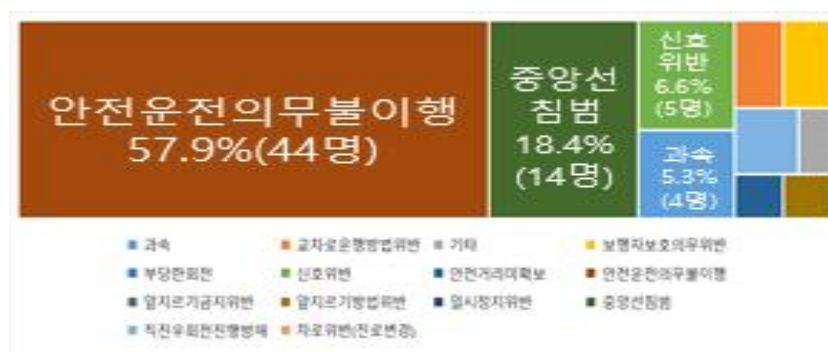 안전운전의무불이행
57.9%(44명)
중앙선
침범
18.4%
(14명)
신호
위반
6.6%
(5명)
과속
5.3%
(4명)
과속 교차로운행방법위반 기타 보행자보호의무위반
부당한회전 신호위반 안전거리미확보 안전운전의무불이행
앞지르기금지위반 앞지르기방법위반 일시정지위반 중앙선침범
직진우회전진행방해 차로위반(진로변경)